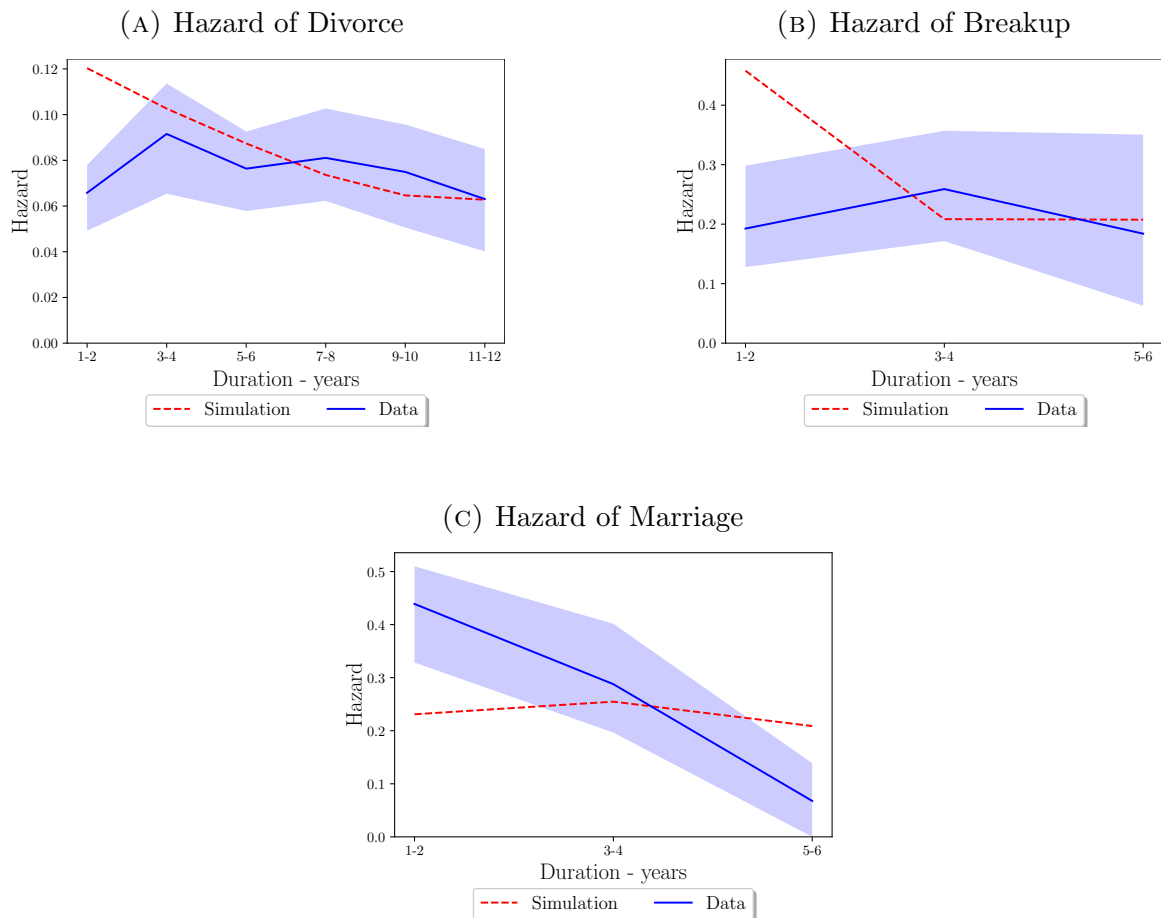 (A) Hazard of Divorce
0.12
0.10
0.08
0.06
0.04
0.02
0.00
Hazard
1-2 3-4 5-6 7-8 9-10 11-12
Duration - years
Simulation Data
(B) Hazard of Breakup
0.4
0.3
0.2
0.1
0.0
Hazard
1-2 3-4 5-6
Duration - years
Simulation Data
(C) Hazard of Marriage
0.5
0.4
0.3
0.2
0.1
0.0
Hazard
1-2 3-4 5-6
Duration - years
Simulation Data